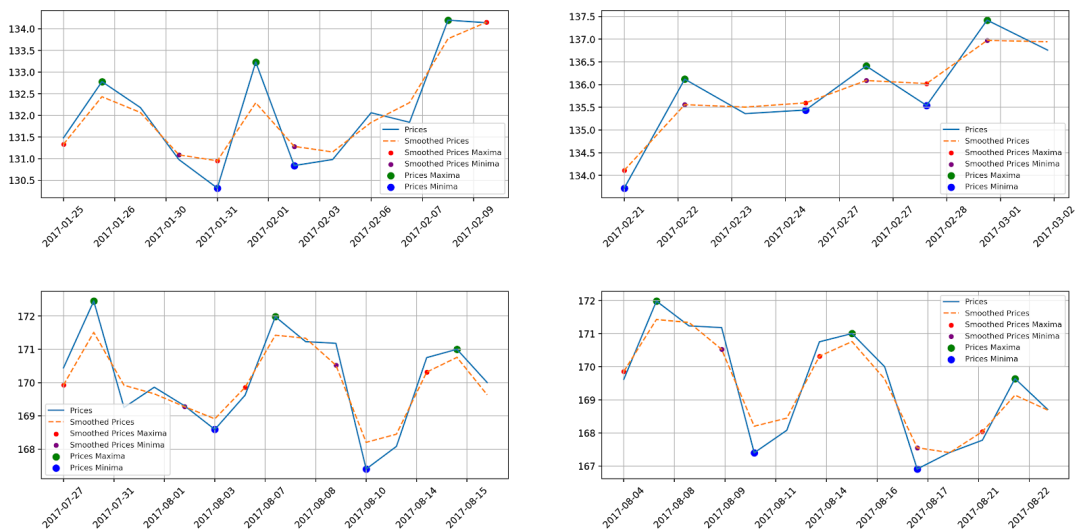 134.0
133.5
133.0
132.5
132.0
131.5
131.0
130.5
Prices
Smoothed Prices
Smoothed Prices Maxima
Smoothed Prices Minima
Prices Maxima
Prices Minima
2017-01-25
2017-01-26
2017-01-30
2017-01-31
2017-02-01
2017-02-03
2017-02-06
2017-02-07
2017-02-09
137.5
137.0
136.5
136.0
135.5
135.0
134.5
134.0
Prices
Smoothed Prices
Smoothed Prices Maxima
Smoothed Prices Minima
Prices Maxima
Prices Minima
2017-02-21
2017-02-22
2017-02-23
2017-02-24
2017-02-27
2017-02-27
2017-02-28
2017-03-01
2017-03-02
172
171
170
169
168
Prices
Smoothed Prices
Smoothed Prices Maxima
Smoothed Prices Minima
Prices Maxima
Prices Minima
2017-07-27
2017-07-31
2017-08-01
2017-08-03
2017-08-07
2017-08-08
2017-08-10
2017-08-14
2017-08-15
172
171
170
169
168
167
Prices
Smoothed Prices
Smoothed Prices Maxima
Smoothed Prices Minima
Prices Maxima
Prices Minima
2017-08-04
2017-08-08
2017-08-09
2017-08-11
2017-08-14
2017-08-16
2017-08-17
2017-08-21
2017-08-22